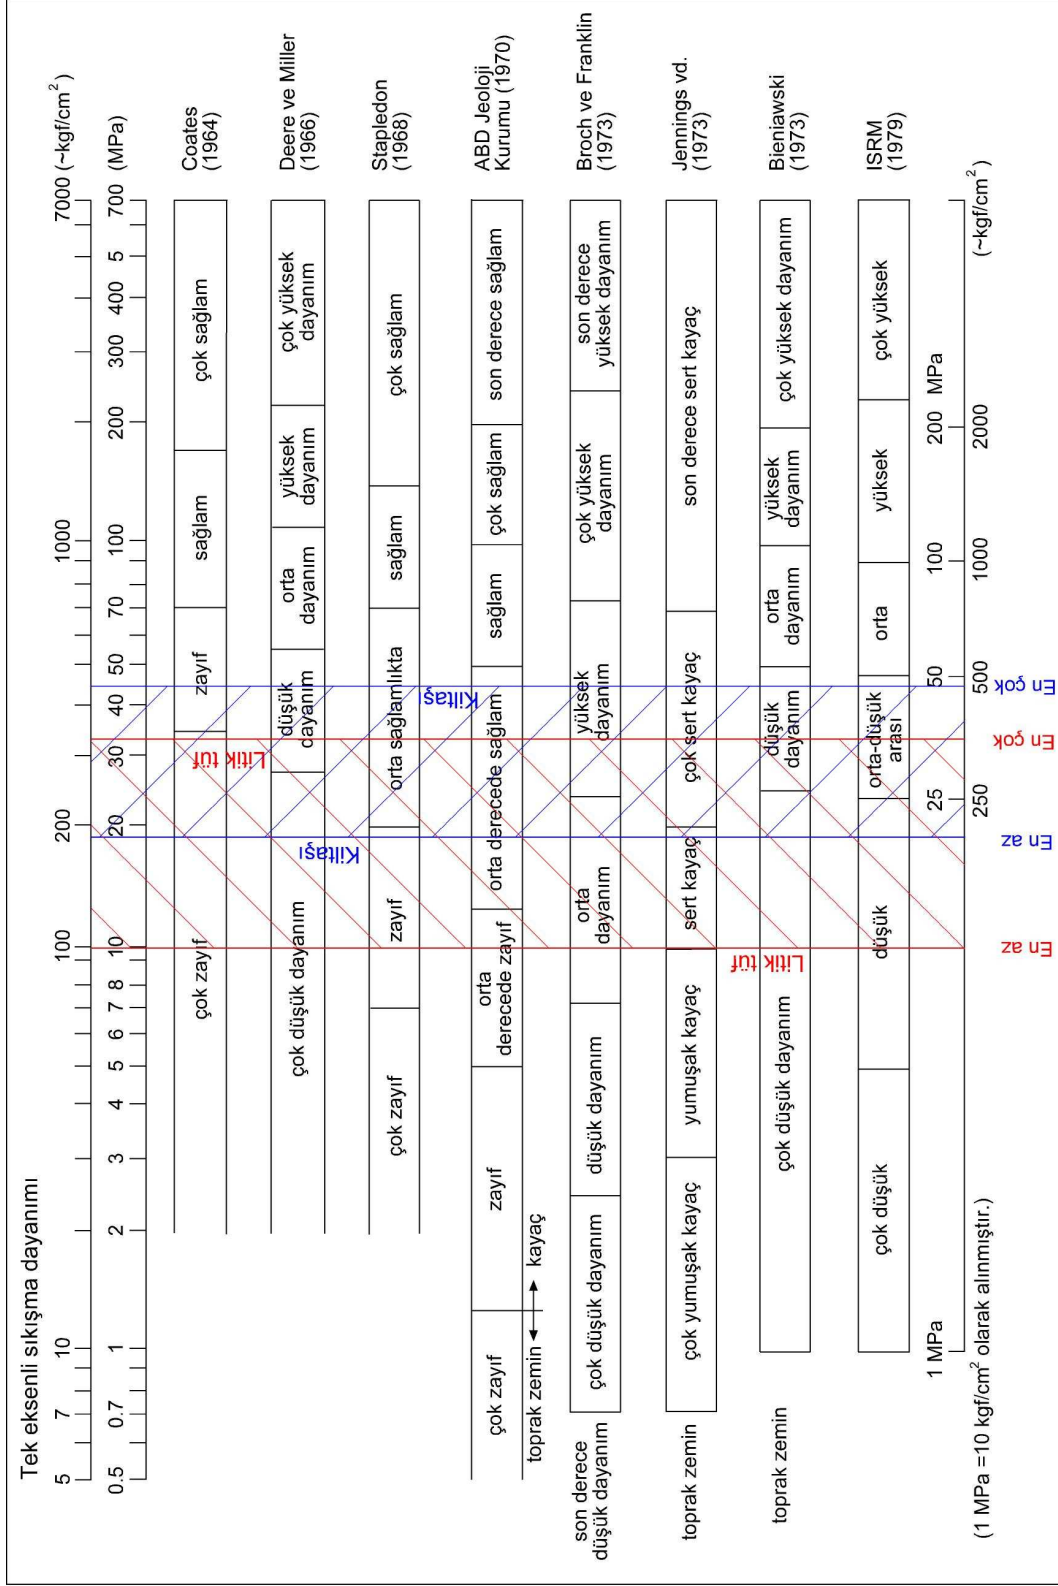 Tek eksenli sıkışma dayanımı
5 7 10 100 200 1000 7000 (~kgf/cm²)
0.5 0.7 1 2 3 4 5 6 7 8 10 20 30 40 50 70 100 200 300 400 5 700 (MPa)
çok zayıf zayıf sağlam çok sağlam
Coates
(1964)
çok düşük dayanım
düşük
dayanım
orta
dayanım
yüksek
dayanım
çok yüksek
dayanım
Deere ve Miller
(1966)
çok zayıf zayıf orta sağlamlıkta sağlam çok sağlam
Stapledon
(1968)
çok zayıf zayıf
orta
derecede zayıf
orta derecede sağlam sağlam çok sağlam son derece sağlam
ABD Jeoloji
Kurumu (1970)
toprak zemin kayaç
son derece
düşük dayanım
çok düşük dayanım düşük dayanım
orta
dayanım
yüksek
dayanım
çok yüksek
dayanım
son derece
yüksek dayanım
Broch ve Franklin
(1973)
toprak zemin çok yumuşak kayaç yumuşak kayaç sert kayaç çok sert kayaç son derece sert kayaç
Jennings vd.
(1973)
toprak zemin çok düşük dayanım
düşük
dayanım
orta
dayanım
yüksek
dayanım
çok yüksek dayanım
Bieniawski
(1973)
çok düşük düşük
orta-düşük
arası
orta yüksek çok yüksek
ISRM
(1979)
1 MPa 25 50 100 200 MPa
250 500 1000 2000 (~kgf/cm²)
(1 MPa =10 kgf/cm² olarak alınmıştır.)
Litik tüf
Kiltaşı
Kiltaşı
Litik tüf
En az
En az
En çok
En çok